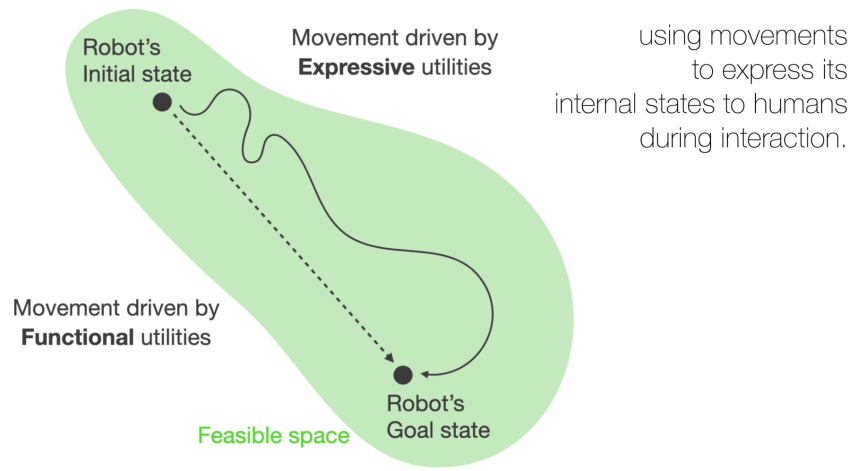 Robot's
Initial state
Movement driven by
Expressive utilities
using movements
to express its
internal states to humans
during interaction.
Movement driven by
Functional utilities
Robot's
Goal state
Feasible space